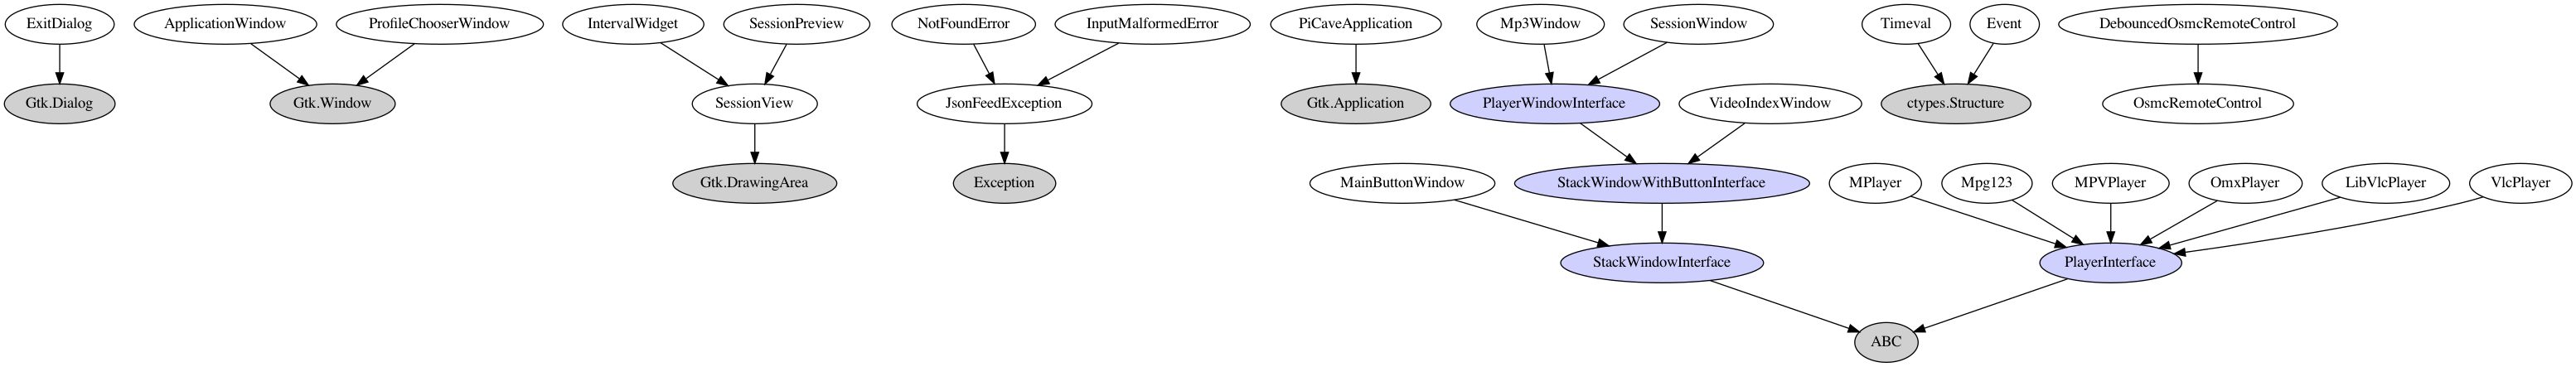 ExitDialog
ApplicationWindow
ProfileChooserWindow
IntervalWidget
SessionPreview
NotFoundError
InputMalformedError
PiCaveApplication
Mp3Window
SessionWindow
Timeval
Event
DebouncedOsmcRemoteControl
Gtk.Dialog
Gtk.Window
SessionView
JsonFeedException
Gtk.Application
PlayerWindowInterface
VideoIndexWindow
ctypes.Structure
OsmcRemoteControl
Gtk.DrawingArea
Exception
MainButtonWindow
StackWindowWithButtonInterface
MPlayer
Mpg123
MPVPlayer
OmxPlayer
LibVlcPlayer
VlcPlayer
StackWindowInterface
PlayerInterface
ABC